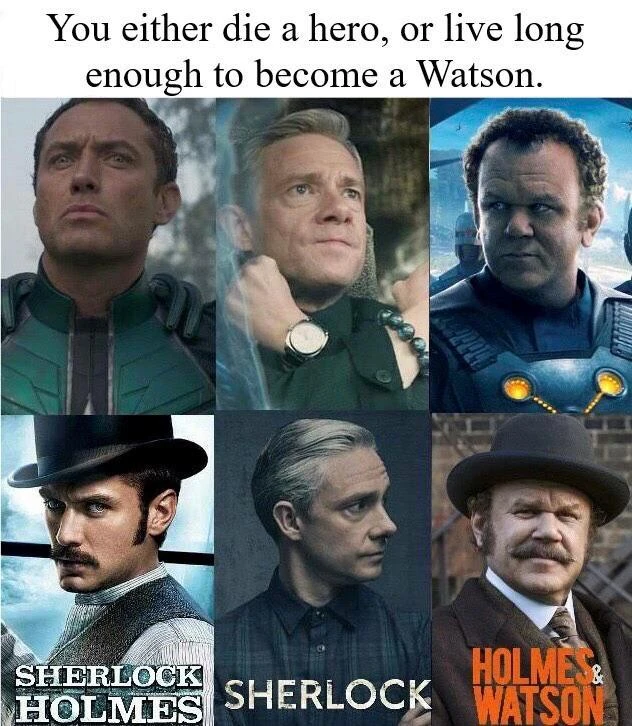 You either die a hero, or live long
enough to become a Watson.
SHERLOCK
HOLMES
SHERLOCK
HOLMES&
WATSON